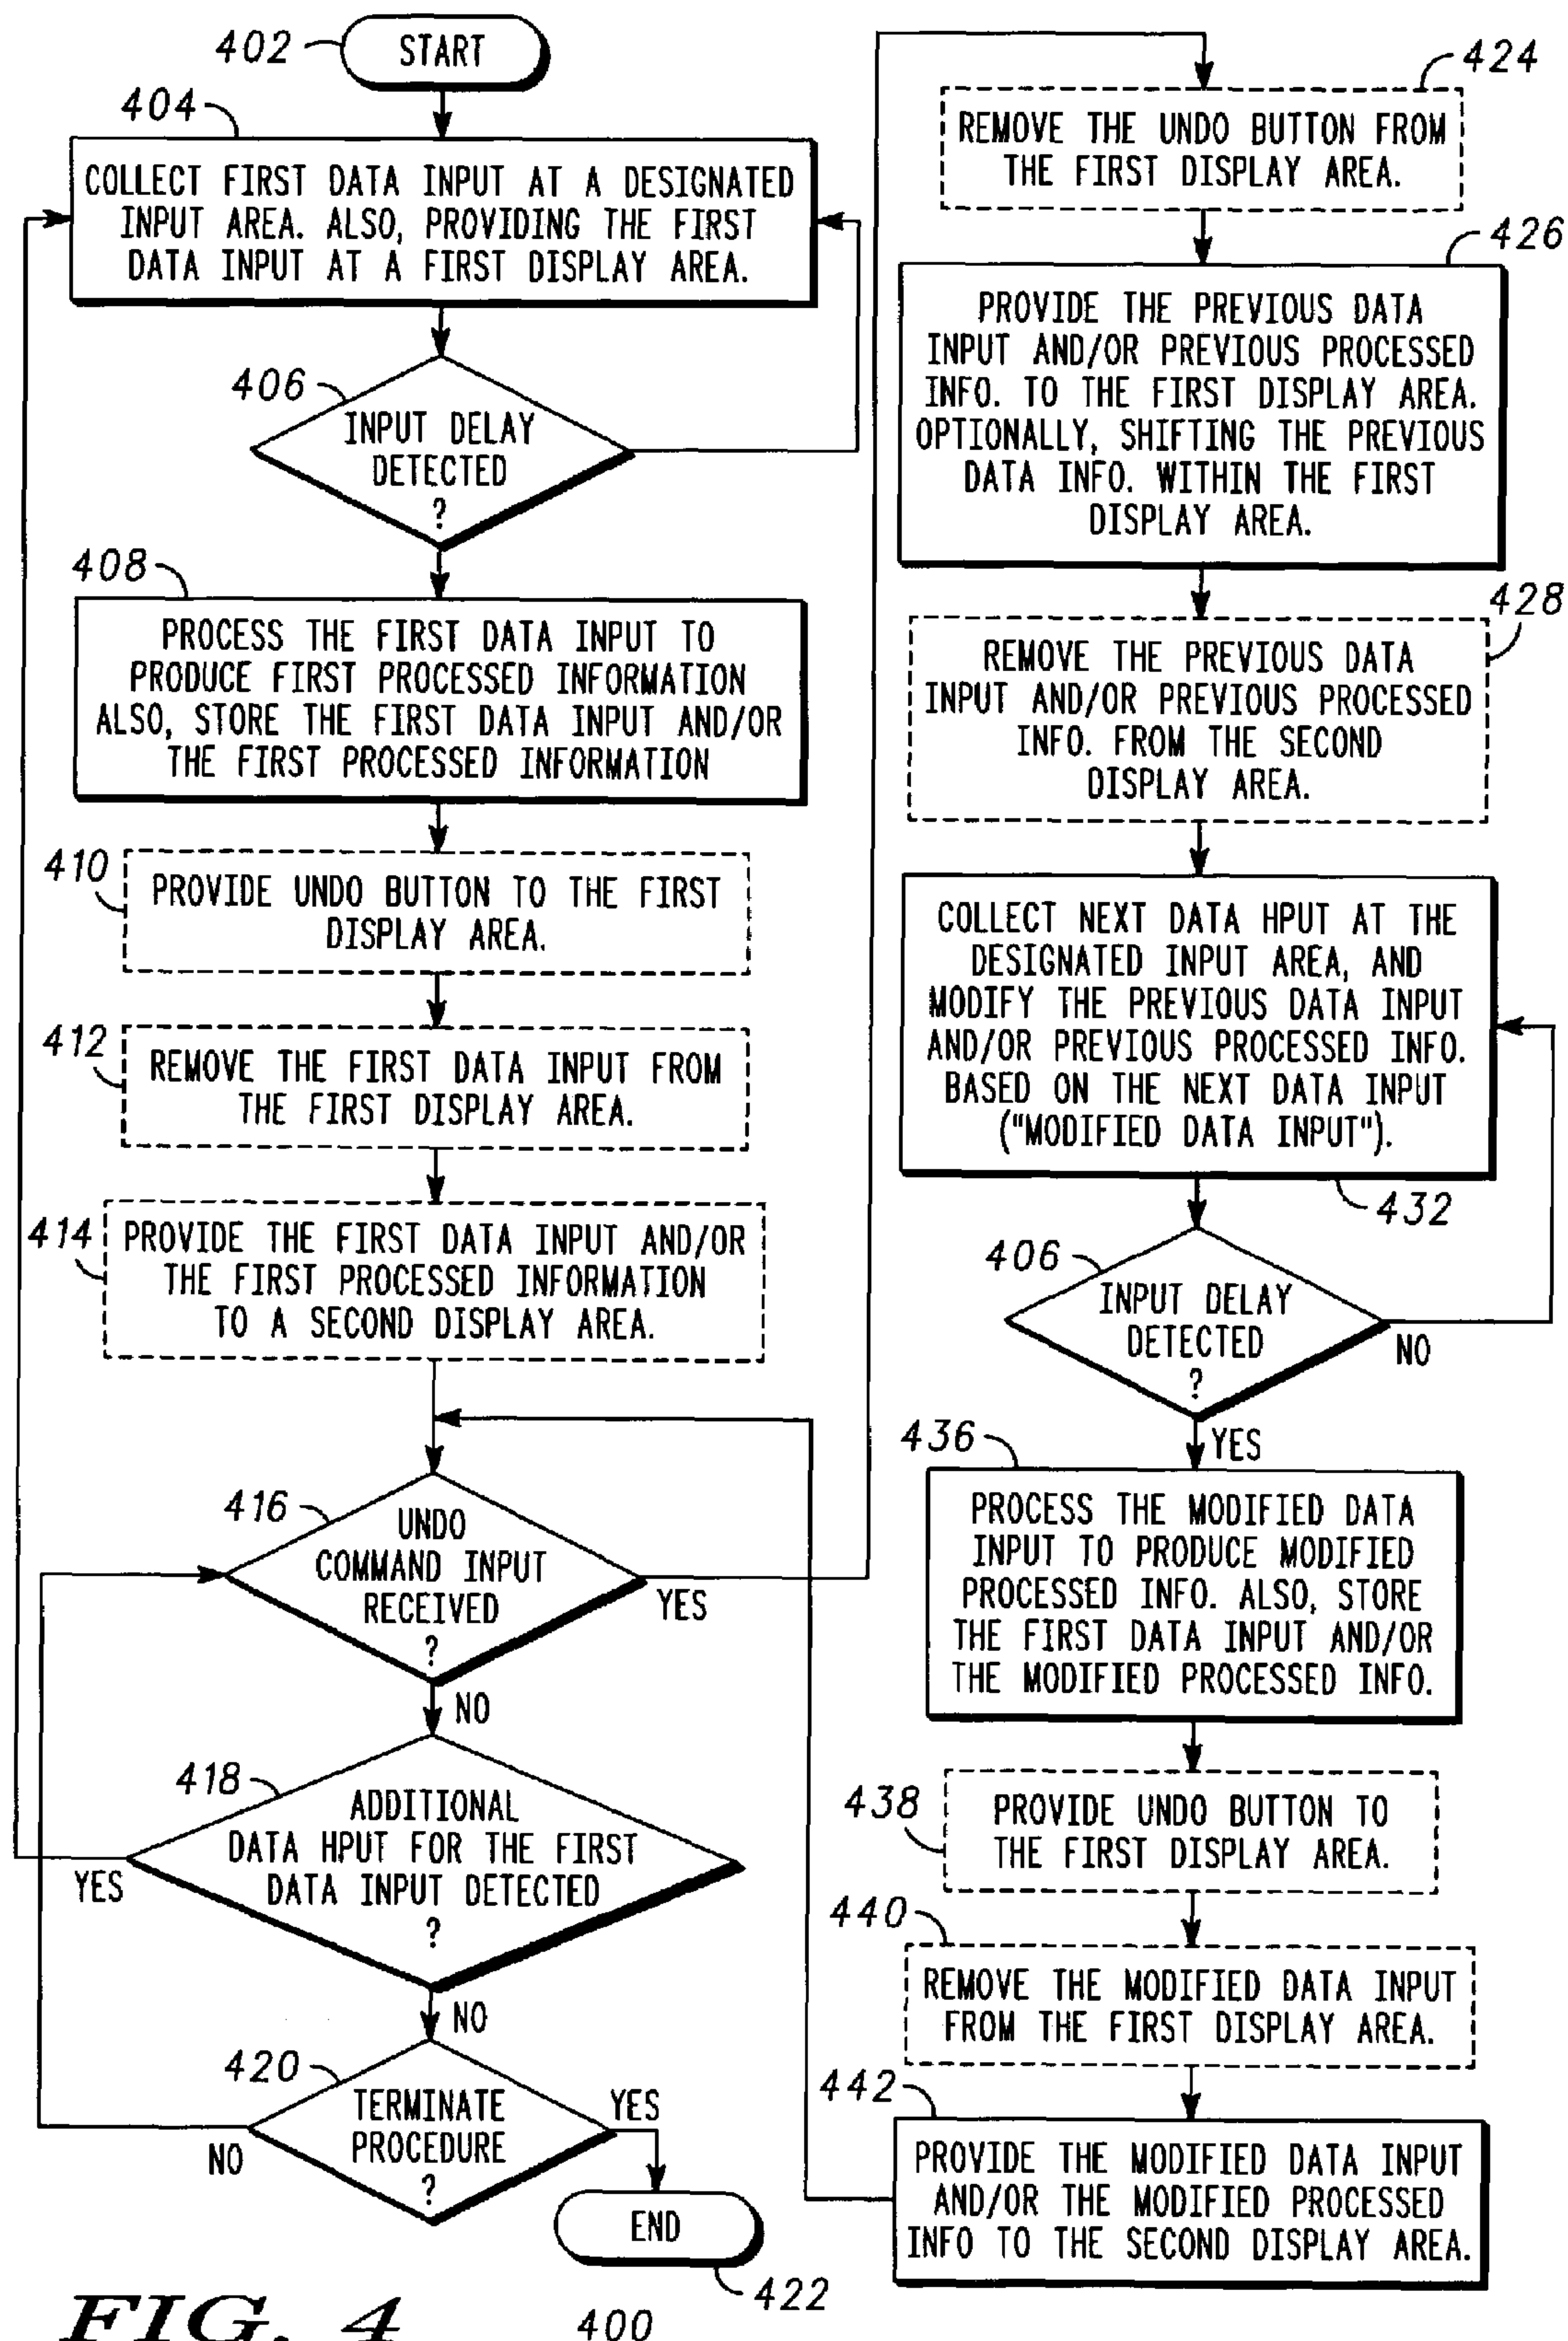 402
START
404
COLLECT FIRST DATA INPUT AT A DESIGNATED
INPUT AREA. ALSO, PROVIDING THE FIRST
DATA INPUT AT A FIRST DISPLAY AREA.
406
INPUT DELAY
DETECTED
?
408
PROCESS THE FIRST DATA INPUT TO
PRODUCE FIRST PROCESSED INFORMATION
ALSO, STORE THE FIRST DATA INPUT AND/OR
THE FIRST PROCESSED INFORMATION
410
PROVIDE UNDO BUTTON TO THE FIRST
DISPLAY AREA.
412
REMOVE THE FIRST DATA INPUT FROM
THE FIRST DISPLAY AREA.
414
PROVIDE THE FIRST DATA INPUT AND/OR
THE FIRST PROCESSED INFORMATION
TO A SECOND DISPLAY AREA.
416
UNDO
COMMAND INPUT
RECEIVED
?
YES
NO
418
ADDITIONAL
DATA HPUT FOR THE FIRST
DATA INPUT DETECTED
?
YES
NO
420
TERMINATE
PROCEDURE
?
YES
NO
END
422
424
REMOVE THE UNDO BUTTON FROM
THE FIRST DISPLAY AREA.
426
PROVIDE THE PREVIOUS DATA
INPUT AND/OR PREVIOUS PROCESSED
INFO. TO THE FIRST DISPLAY AREA.
OPTIONALLY, SHIFTING THE PREVIOUS
DATA INFO. WITHIN THE FIRST
DISPLAY AREA.
428
REMOVE THE PREVIOUS DATA
INPUT AND/OR PREVIOUS PROCESSED
INFO. FROM THE SECOND
DISPLAY AREA.
COLLECT NEXT DATA HPUT AT THE
DESIGNATED INPUT AREA, AND
MODIFY THE PREVIOUS DATA INPUT
AND/OR PREVIOUS PROCESSED INFO.
BASED ON THE NEXT DATA INPUT
("MODIFIED DATA INPUT").
432
406
INPUT DELAY
DETECTED
?
NO
YES
436
PROCESS THE MODIFIED DATA
INPUT TO PRODUCE MODIFIED
PROCESSED INFO. ALSO, STORE
THE FIRST DATA INPUT AND/OR
THE MODIFIED PROCESSED INFO.
438
PROVIDE UNDO BUTTON TO
THE FIRST DISPLAY AREA.
440
REMOVE THE MODIFIED DATA INPUT
FROM THE FIRST DISPLAY AREA.
442
PROVIDE THE MODIFIED DATA INPUT
AND/OR THE MODIFIED PROCESSED
INFO TO THE SECOND DISPLAY AREA.
FIG. 4
400